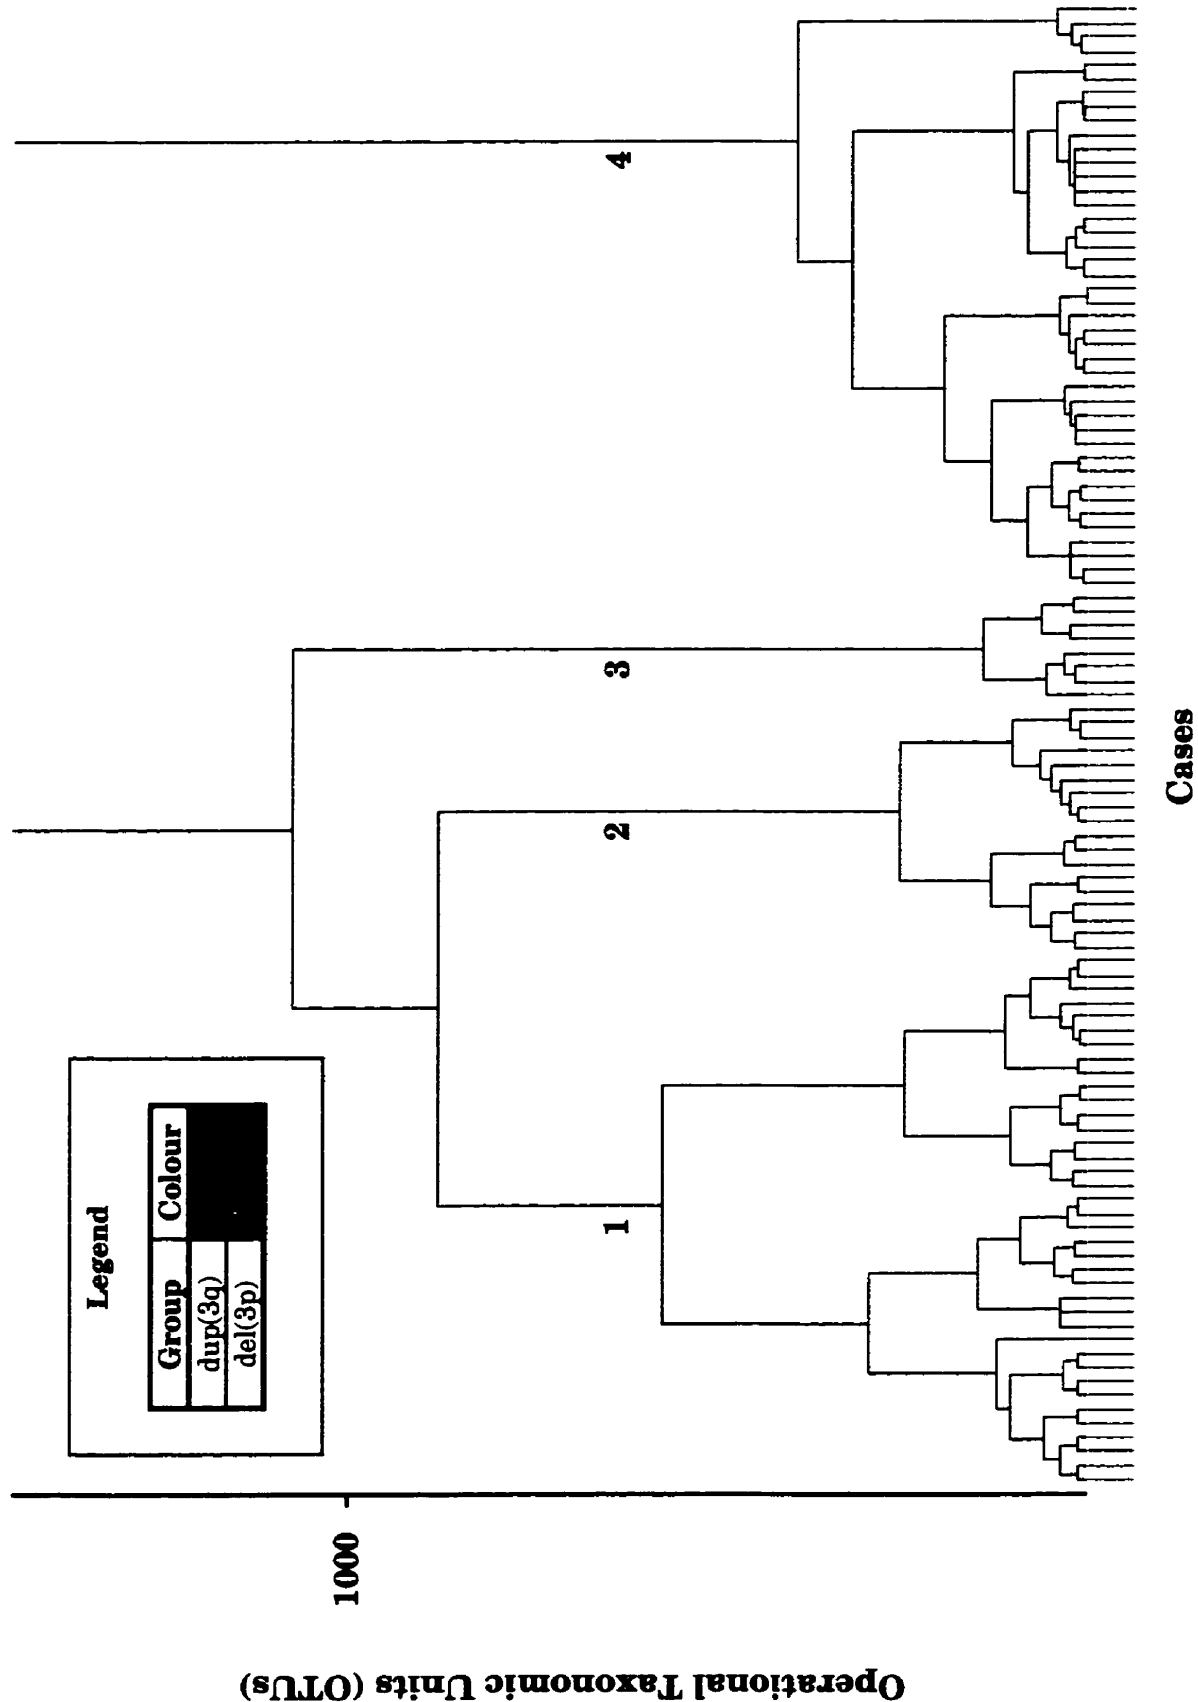 Operational Taxonomic Units (OTUs)
1000
Legend
Group Colour
dup(3q)
del(3p)
1
2
3
4
Cases